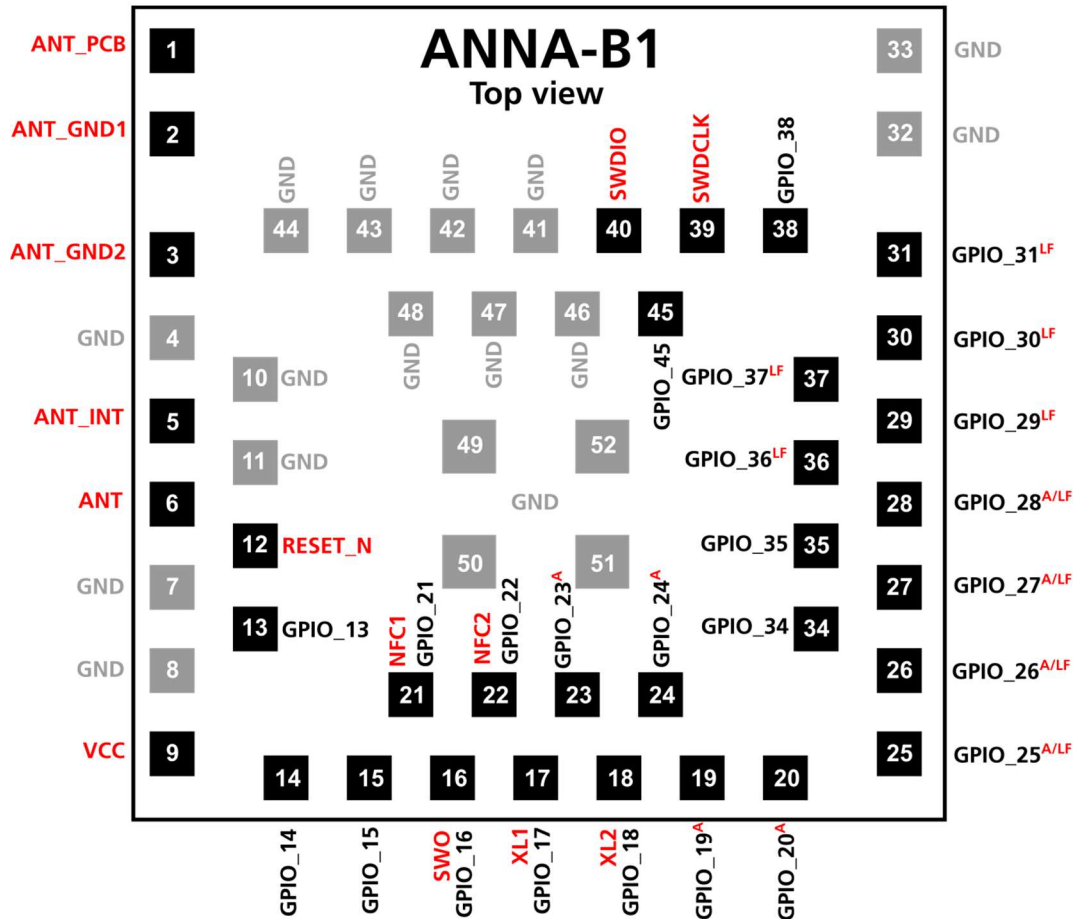 ANNA-B1
Top view
ANT_PCB 1
33 GND
ANT_GND1 2
32 GND
GND
GND
GND
GND
SWDIO
SWDCLK
GPIO_38
44 43 42 41 40 39 38
ANT_GND2 3
31 GPIO_31LF
48 47 46 45
GND
GND
GND
GPIO_45
GND 4
30 GPIO_30LF
10 GND
GPIO_37LF 37
ANT_INT 5
29 GPIO_29LF
49 52
11 GND
GPIO_36LF 36
ANT 6
GND
28 GPIO_28A/LF
12 RESET_N
GPIO_35 35
50 51
GND 7
27 GPIO_27A/LF
13 GPIO_13
NFC1
GPIO_21
NFC2
GPIO_22
GPIO_23A
GPIO_24A
GPIO_34 34
GND 8
26 GPIO_26A/LF
21 22 23 24
VCC 9
25 GPIO_25A/LF
14 15 16 17 18 19 20
GPIO_14
GPIO_15
SWO
GPIO_16
XL1
GPIO_17
XL2
GPIO_18
GPIO_19A
GPIO_20A